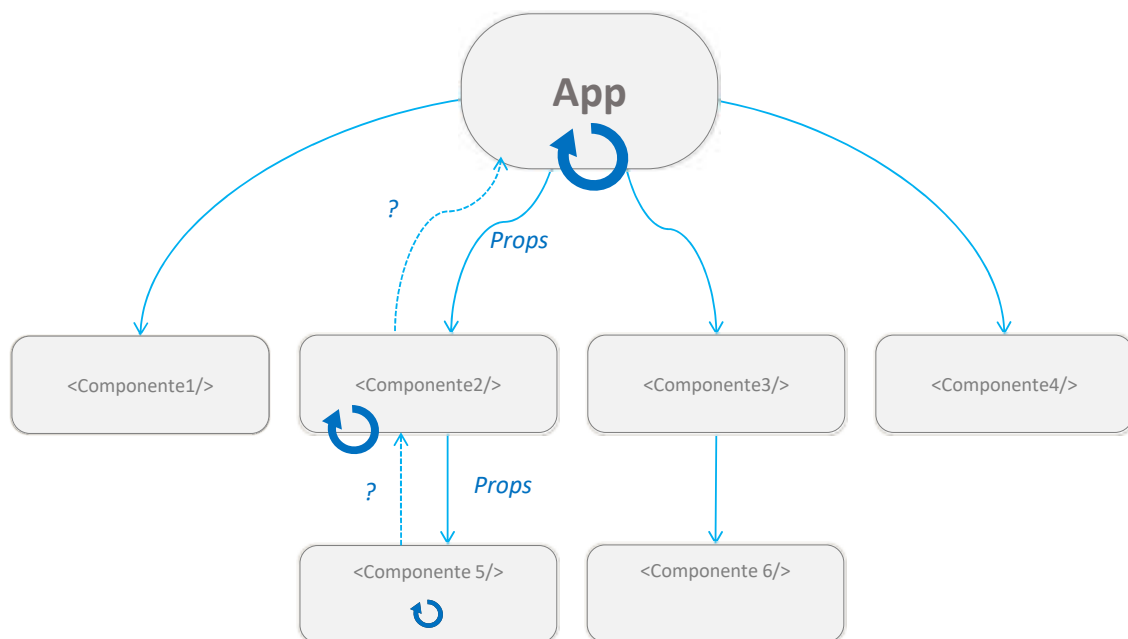 App
?
Props
<Componente1/>
<Componente2/>
<Componente3/>
<Componente4/>
?
Props
<Componente 5/>
<Componente 6/>